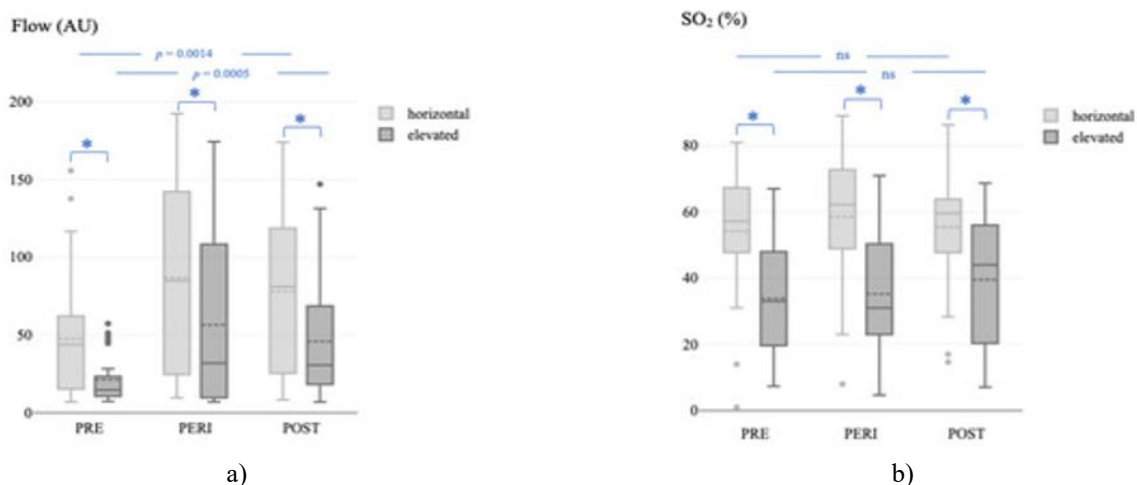 Flow (AU)
p = 0.0014
p = 0.0005
200
150
100
50
0
*
*
*
horizontal
elevated
PRE
PERI
POST
a)
SO₂ (%)
ns
ns
80
60
40
20
0
*
*
*
horizontal
elevated
PRE
PERI
POST
b)